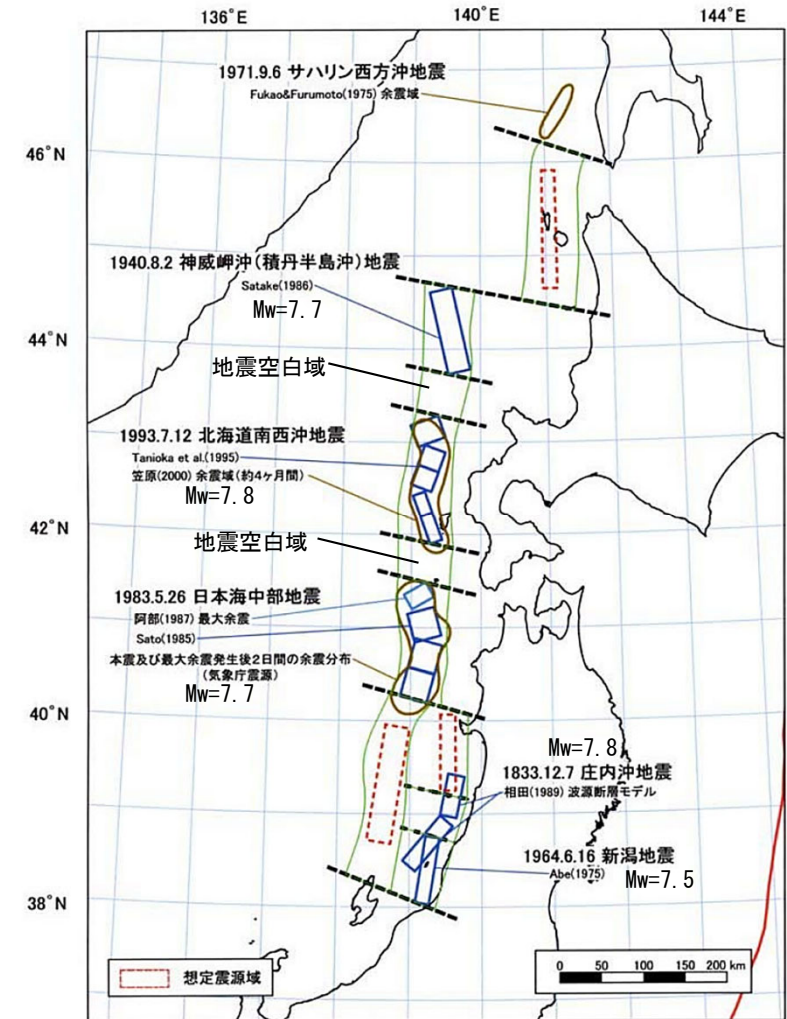 136°E 140°E 144°E
1971.9.6 サハリン西方沖地震
Fukao&Furumoto(1975) 余震域
46°N
1940.8.2 神威岬沖(積丹半島沖)地震
Satake(1986)
Mw=7.7
44°N
地震空白域
1993.7.12 北海道南西沖地震
Tanioka et al.(1995)
笠原(2000) 余震域(約4ヶ月間)
Mw=7.8
42°N
地震空白域
1983.5.26 日本海中部地震
阿部(1987) 最大余震
Sato(1985)
本震及び最大余震発生後2日間の余震分布
(気象庁震源)
Mw=7.7
40°N
Mw=7.8
1833.12.7 庄内沖地震
相田(1989) 波源断層モデル
1964.6.16 新潟地震
Abe(1975)
Mw=7.5
38°N
想定震源域
0 50 100 150 200 km